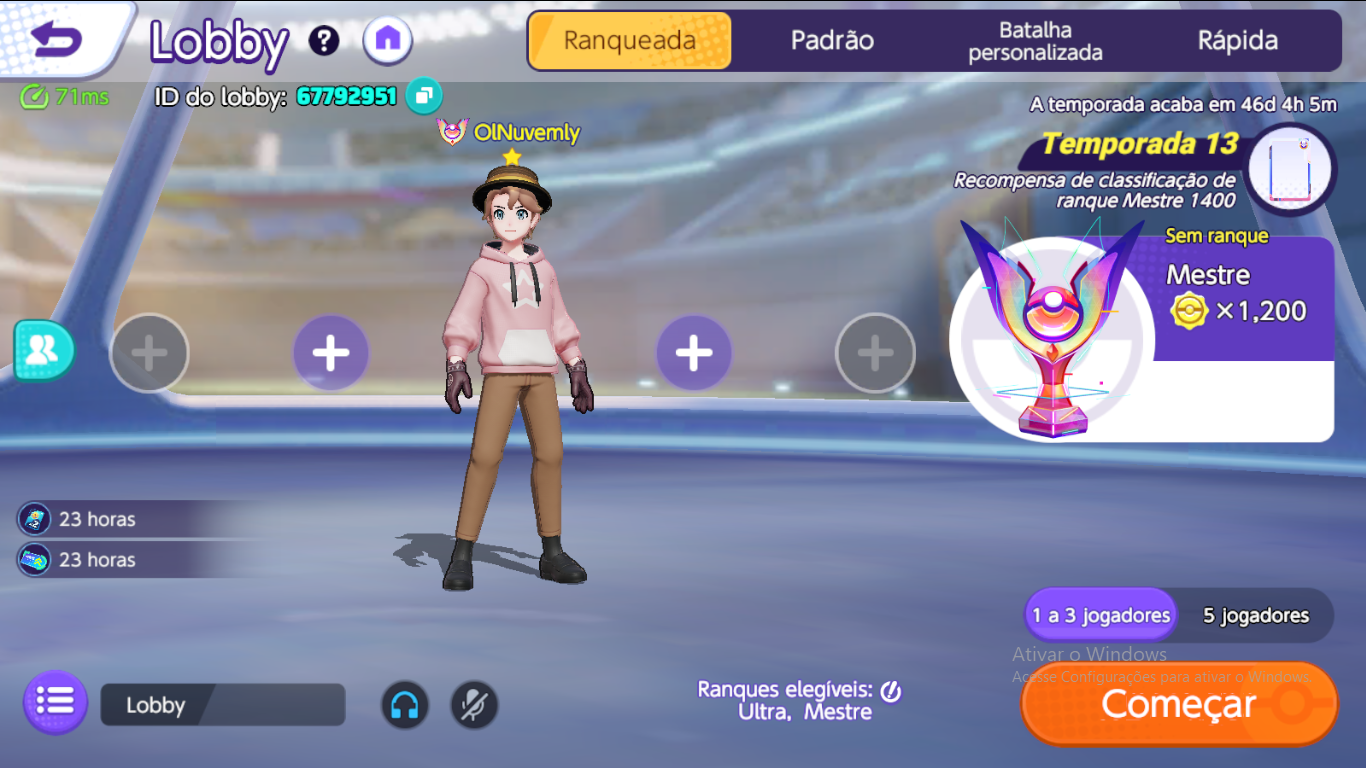 Lobby
?
Ranqueada
Padrão
Batalha
personalizada
Rápida
71ms
ID do lobby: 67792951
A temporada acaba em 46d 4h 5m
OlNuvemly
Temporada 13
Recompensa de classificação de
ranque Mestre 1400
Sem ranque
Mestre
×1,200
23 horas
23 horas
1 a 3 jogadores
5 jogadores
Ativar o Windows
Acesse Configurações para ativar o Windows.
Lobby
Ranques elegíveis:
Ultra, Mestre
Começar